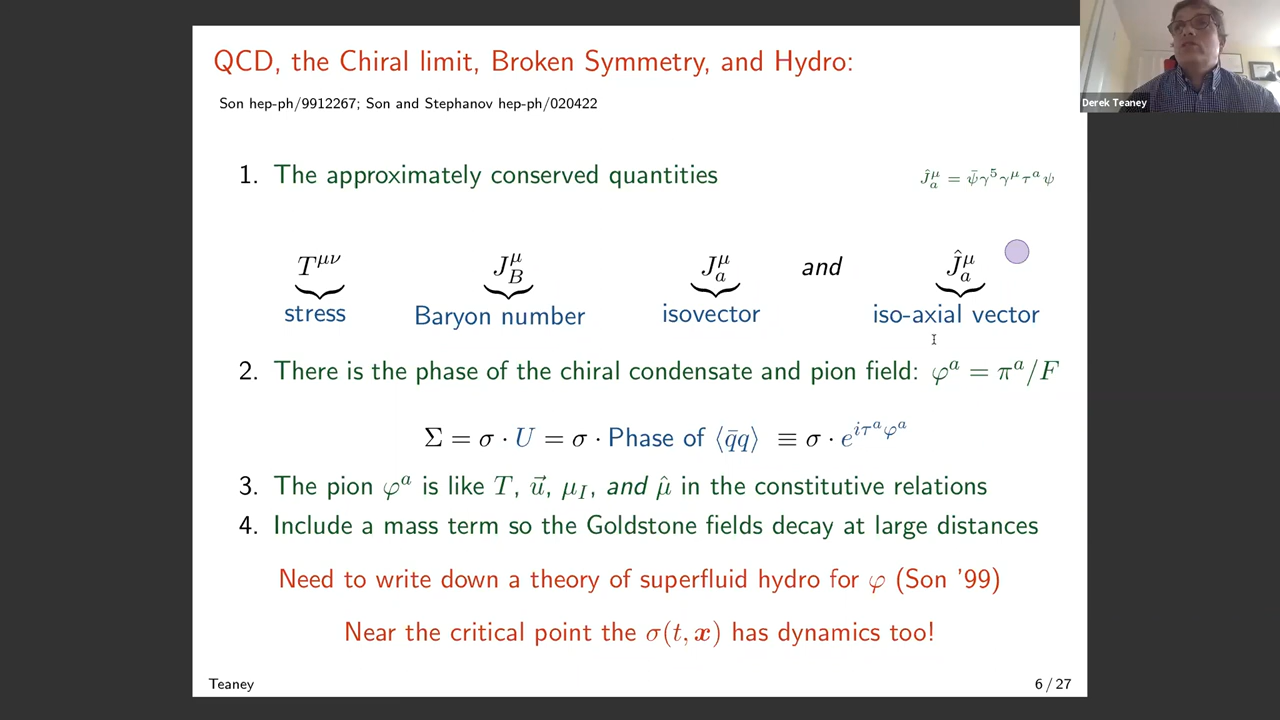 QCD, the Chiral limit, Broken Symmetry, and Hydro:
Derek Teaney
Son hep-ph/9912267; Son and Stephanov hep-ph/020422
1. The approximately conserved quantities
Ĵ^μ_a = ψ̄γ^5γ^μτ^aψ
T^{μν} J^μ_B J^μ_a and Ĵ^μ_a
stress Baryon number isovector iso-axial vector
2. There is the phase of the chiral condensate and pion field: φ^a = π^a/F
Σ = σ · U = σ · Phase of ⟨q̄q⟩ ≡ σ · e^{iτ^aφ^a}
3. The pion φ^a is like T, u⃗, μ_I, and μ̂ in the constitutive relations
4. Include a mass term so the Goldstone fields decay at large distances
Need to write down a theory of superfluid hydro for φ (Son '99)
Near the critical point the σ(t, x) has dynamics too!
Teaney 6 / 27